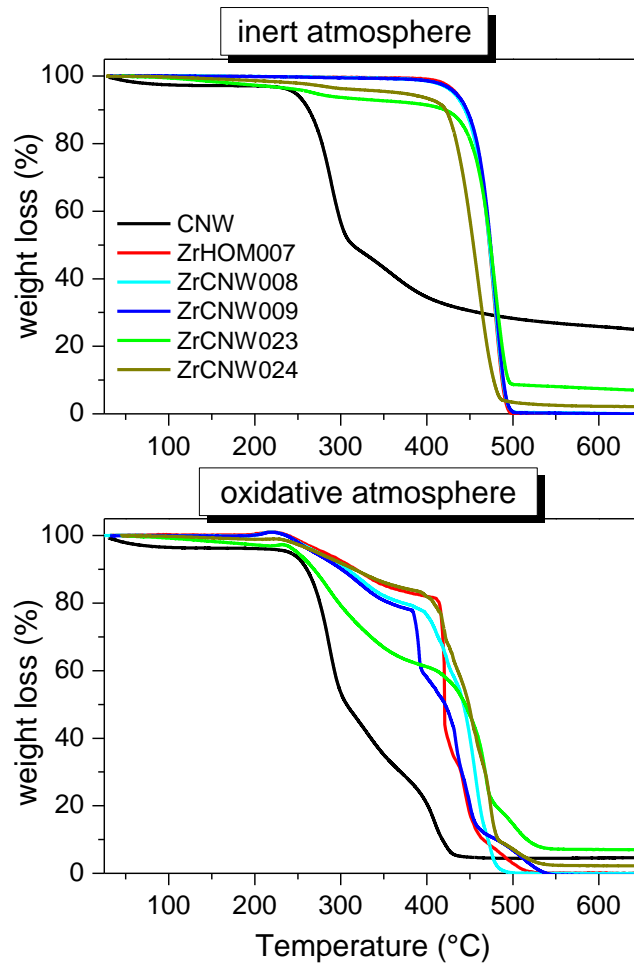 inert atmosphere
100
80
60
40
20
0
weight loss (%)
CNW
ZrHOM007
ZrCNW008
ZrCNW009
ZrCNW023
ZrCNW024
100 200 300 400 500 600
oxidative atmosphere
100
80
60
40
20
0
weight loss (%)
100 200 300 400 500 600
Temperature (°C)